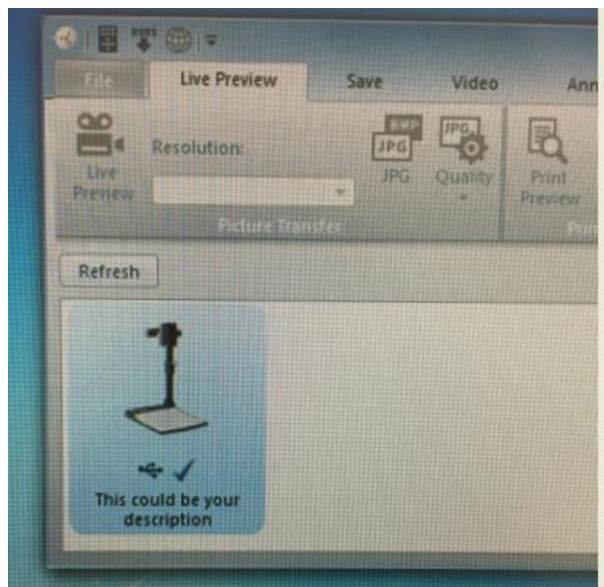 File Live Preview Save Video Ann
Resolution:
BMP
JPG
JPG
Live
Preview
JPG
Quality
Print
Preview
Picture Transfer
Prin
Refresh
This could be your
description